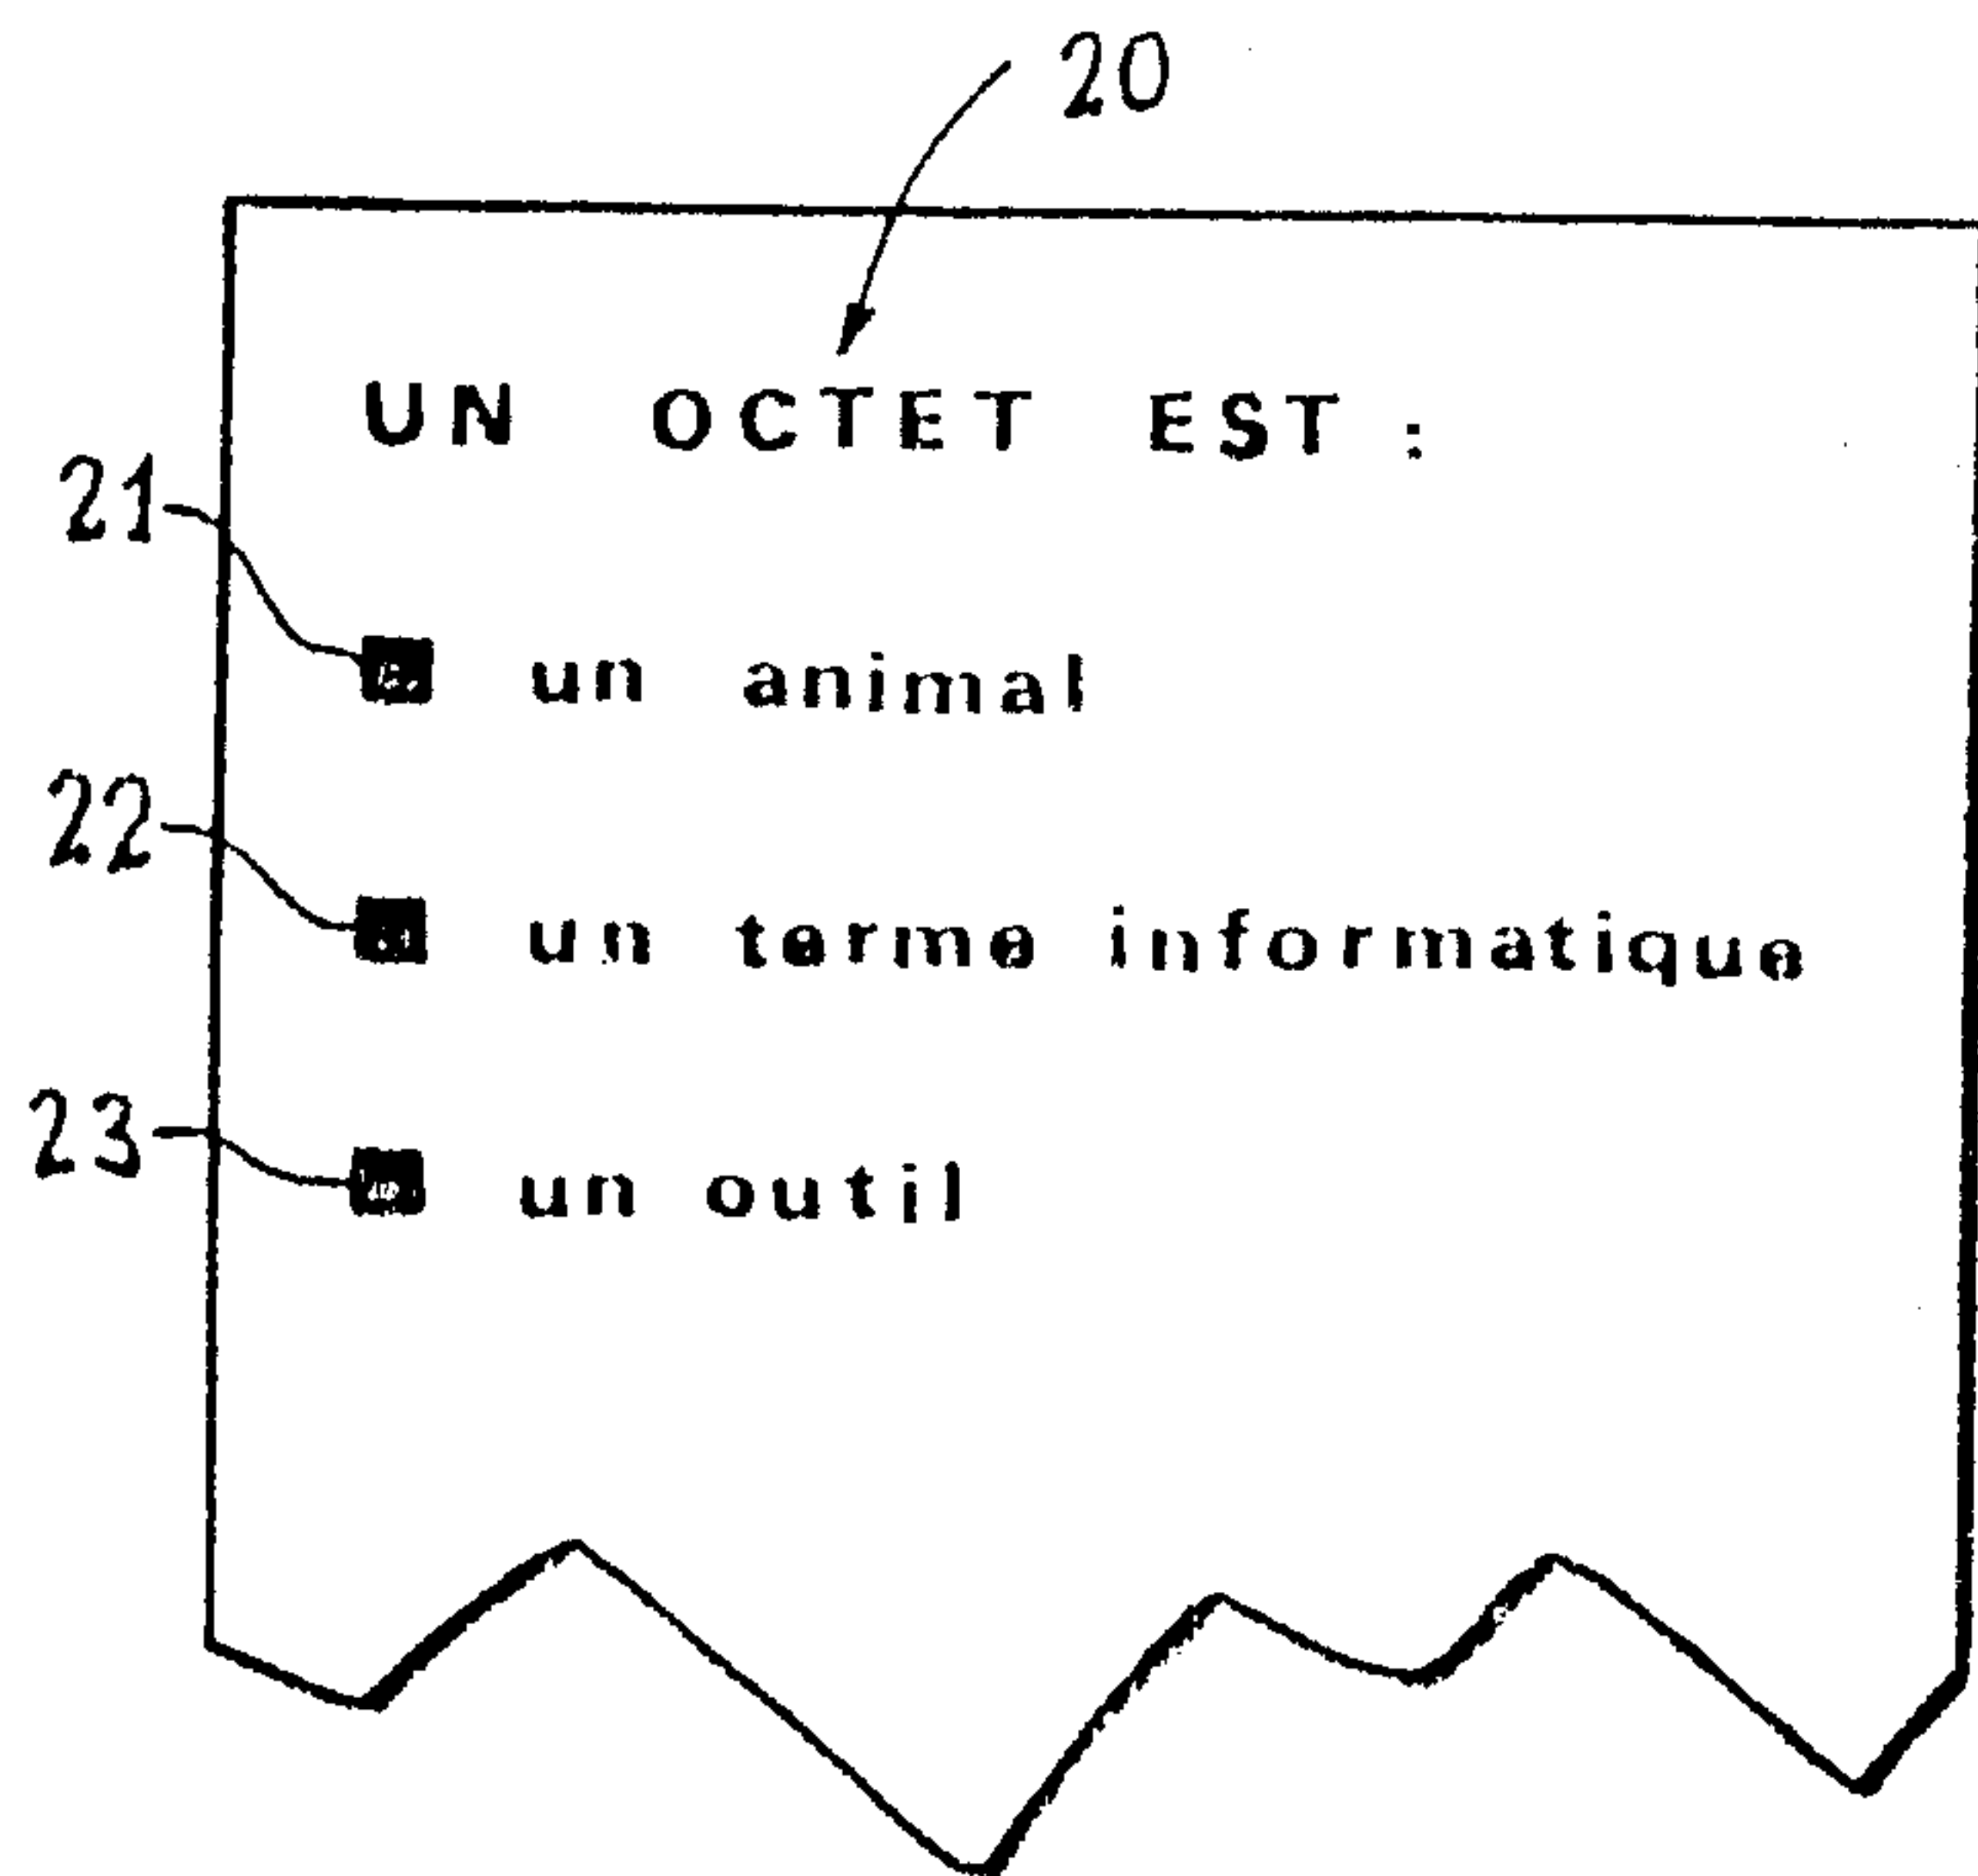 20
UN OCTET EST :
21
un animal
22
un terme informatique
23
un outil